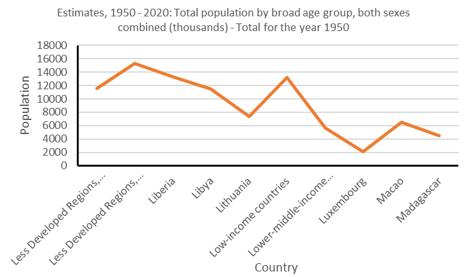 Estimates, 1950 - 2020: Total population by broad age group, both sexes
combined (thousands) - Total for the year 1950
18000
16000
14000
12000
10000
8000
6000
4000
2000
0
Population
Less Developed Regions,...
Less Developed Regions,...
Liberia
Libya
Lithuania
Low-income countries
Lower-middle-income...
Luxembourg
Macao
Madagascar
Country